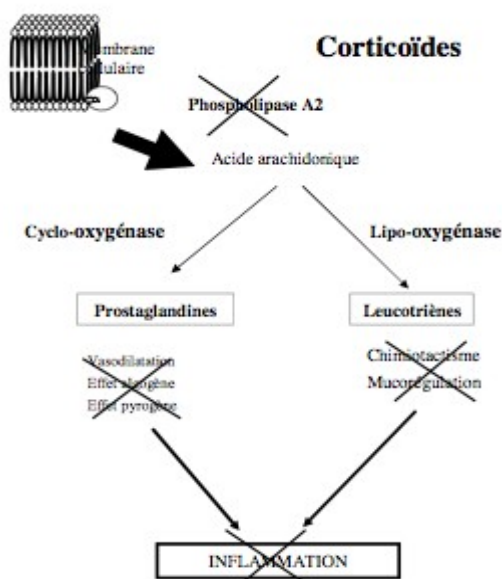 Corticoïdes
Membrane
cellulaire
Phospholipase A2
Acide arachidonique
Cyclo-oxygénase
Lipo-oxygénase
Prostaglandines
Leucotriènes
Vasodilatation
Effet algogène
Effet pyrogène
Chimiotactisme
Mucorégulation
INFLAMMATION